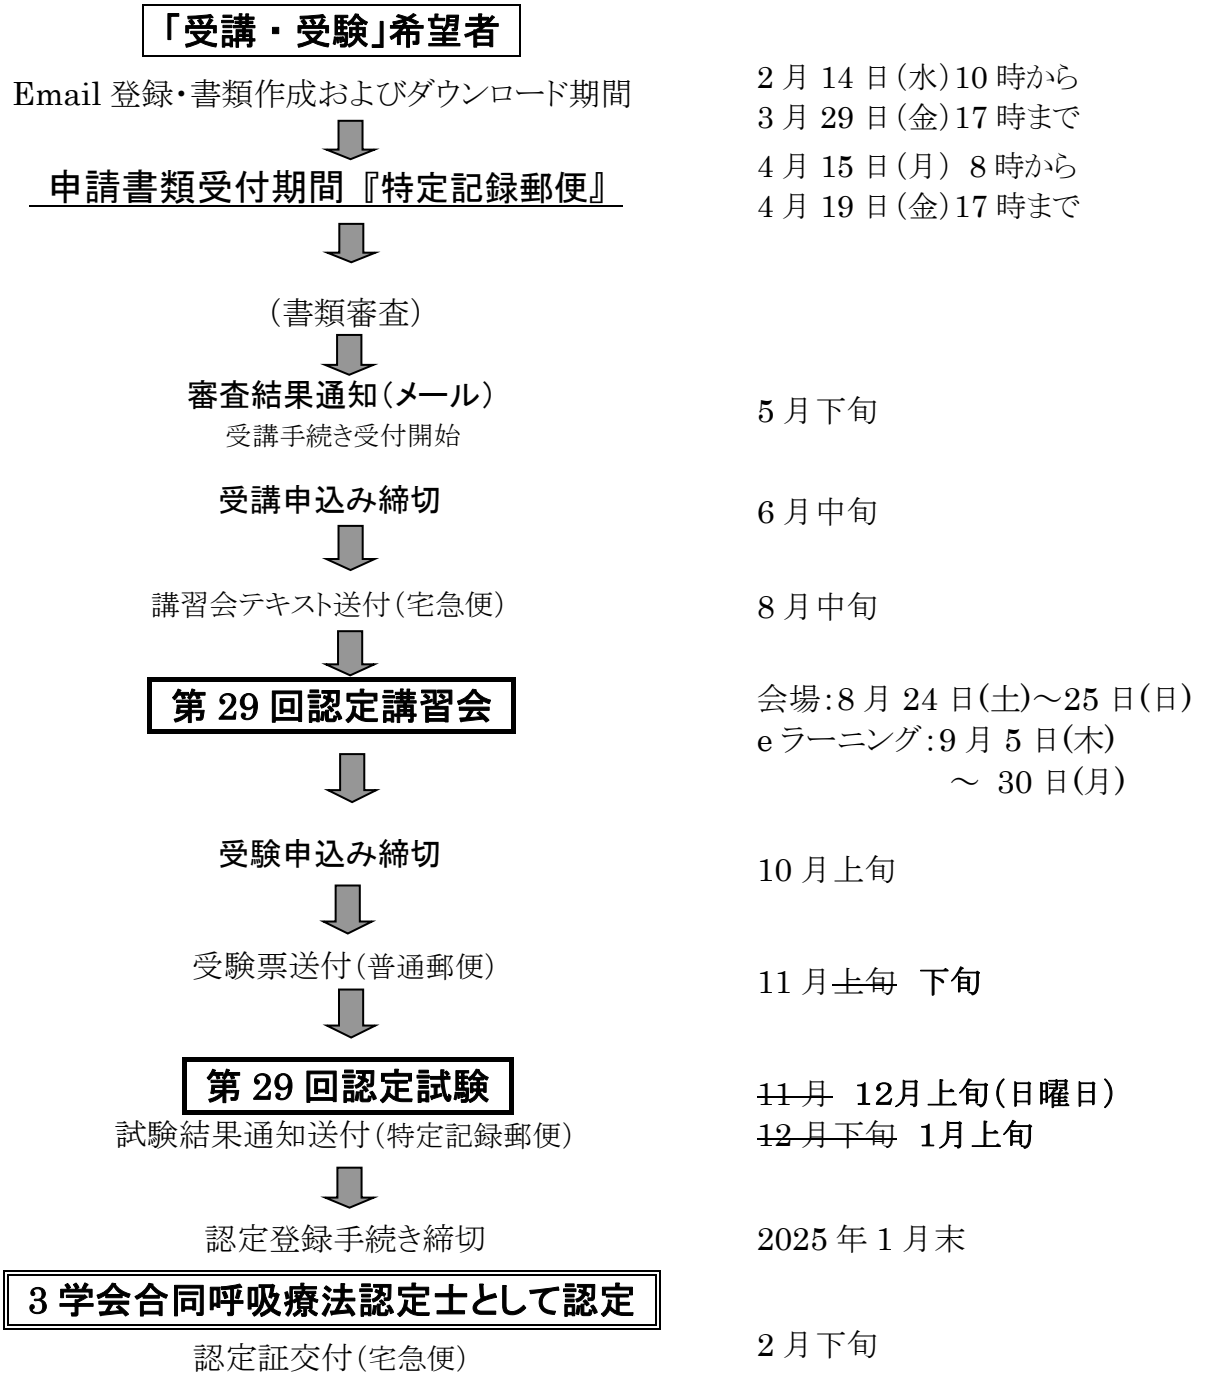 「受講・受験」希望者
Email 登録・書類作成およびダウンロード期間
2 月 14 日(水)10 時から
3 月 29 日(金)17 時まで
申請書類受付期間『特定記録郵便』
4 月 15 日(月) 8 時から
4 月 19 日(金)17 時まで
(書類審査)
審査結果通知(メール)
受講手続き受付開始
5 月下旬
受講申込み締切
6 月中旬
講習会テキスト送付(宅急便)
8 月中旬
第 29 回認定講習会
会場:8 月 24 日(土)~25 日(日)
e ラーニング:9 月 5 日(木)
~ 30 日(月)
受験申込み締切
10 月上旬
受験票送付(普通郵便)
11 月上旬 下旬
第 29 回認定試験
11 月 12月上旬(日曜日)
試験結果通知送付(特定記録郵便)
12 月下旬 1月上旬
認定登録手続き締切
2025 年 1 月末
3 学会合同呼吸療法認定士として認定
認定証交付(宅急便)
2 月下旬